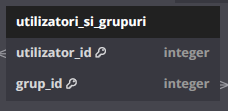 utilizatori_si_grupuri
utilizator_id integer
grup_id integer